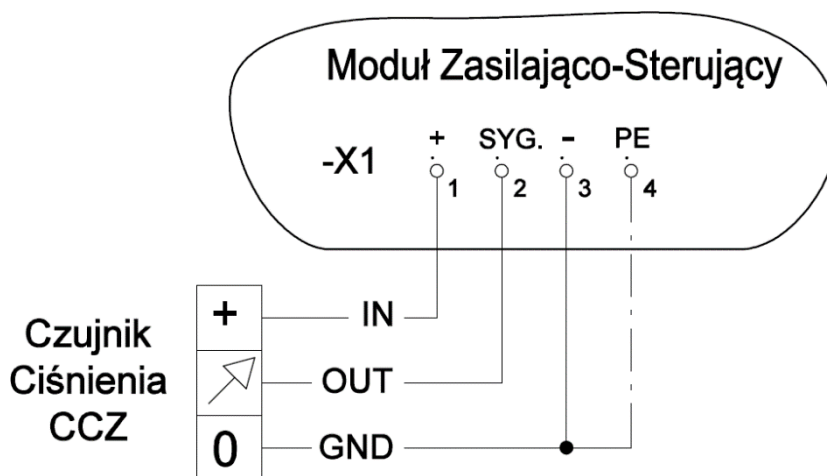 Moduł Zasilająco-Sterujący
+ SYG. - PE
-X1
1 2 3 4
+ IN
Czujnik
Ciśnienia
CCZ
OUT
0 GND